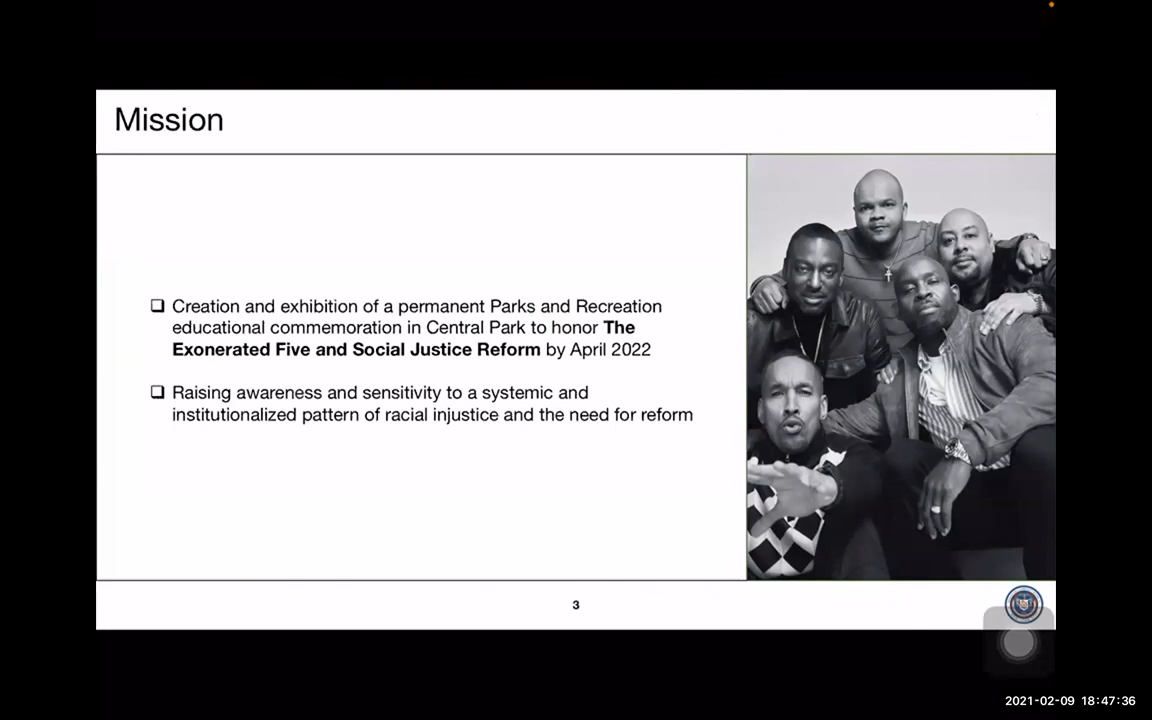 Mission
❑ Creation and exhibition of a permanent Parks and Recreation
educational commemoration in Central Park to honor The
Exonerated Five and Social Justice Reform by April 2022
❑ Raising awareness and sensitivity to a systemic and
institutionalized pattern of racial injustice and the need for reform
3
2021-02-09 18:47:36